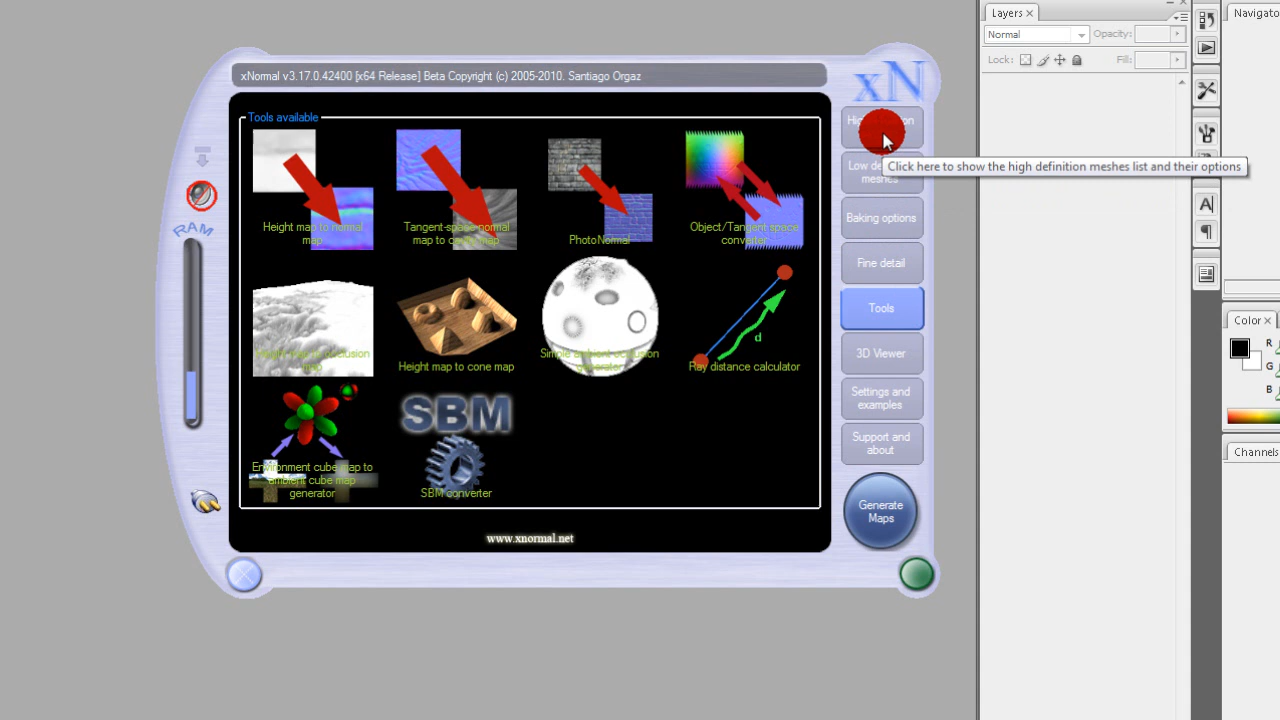 xNormal v3.17.0.42400 [x64 Release] Beta Copyright (c) 2005-2010. Santiago Orgaz
xN
Tools available
Height map to normal
map
Tangent-space normal
map to
map
PhotoNormal
Object/Tangent space
converter
map
Height map to cone map
Simple ambient occlusion
generator
d
Ray distance calculator
Environment cube map to
ambient cube map
generator
SBM
SBM converter
www.xnormal.net
RAM
Click here to show the high definition meshes list and their options
meshes
Baking options
Fine detail
Tools
3D Viewer
Settings and
examples
Support and
about
Generate
Maps
Layers ×
Normal
Opacity:
Lock:
Fill:
A
Color ×
R
G
B
Channels